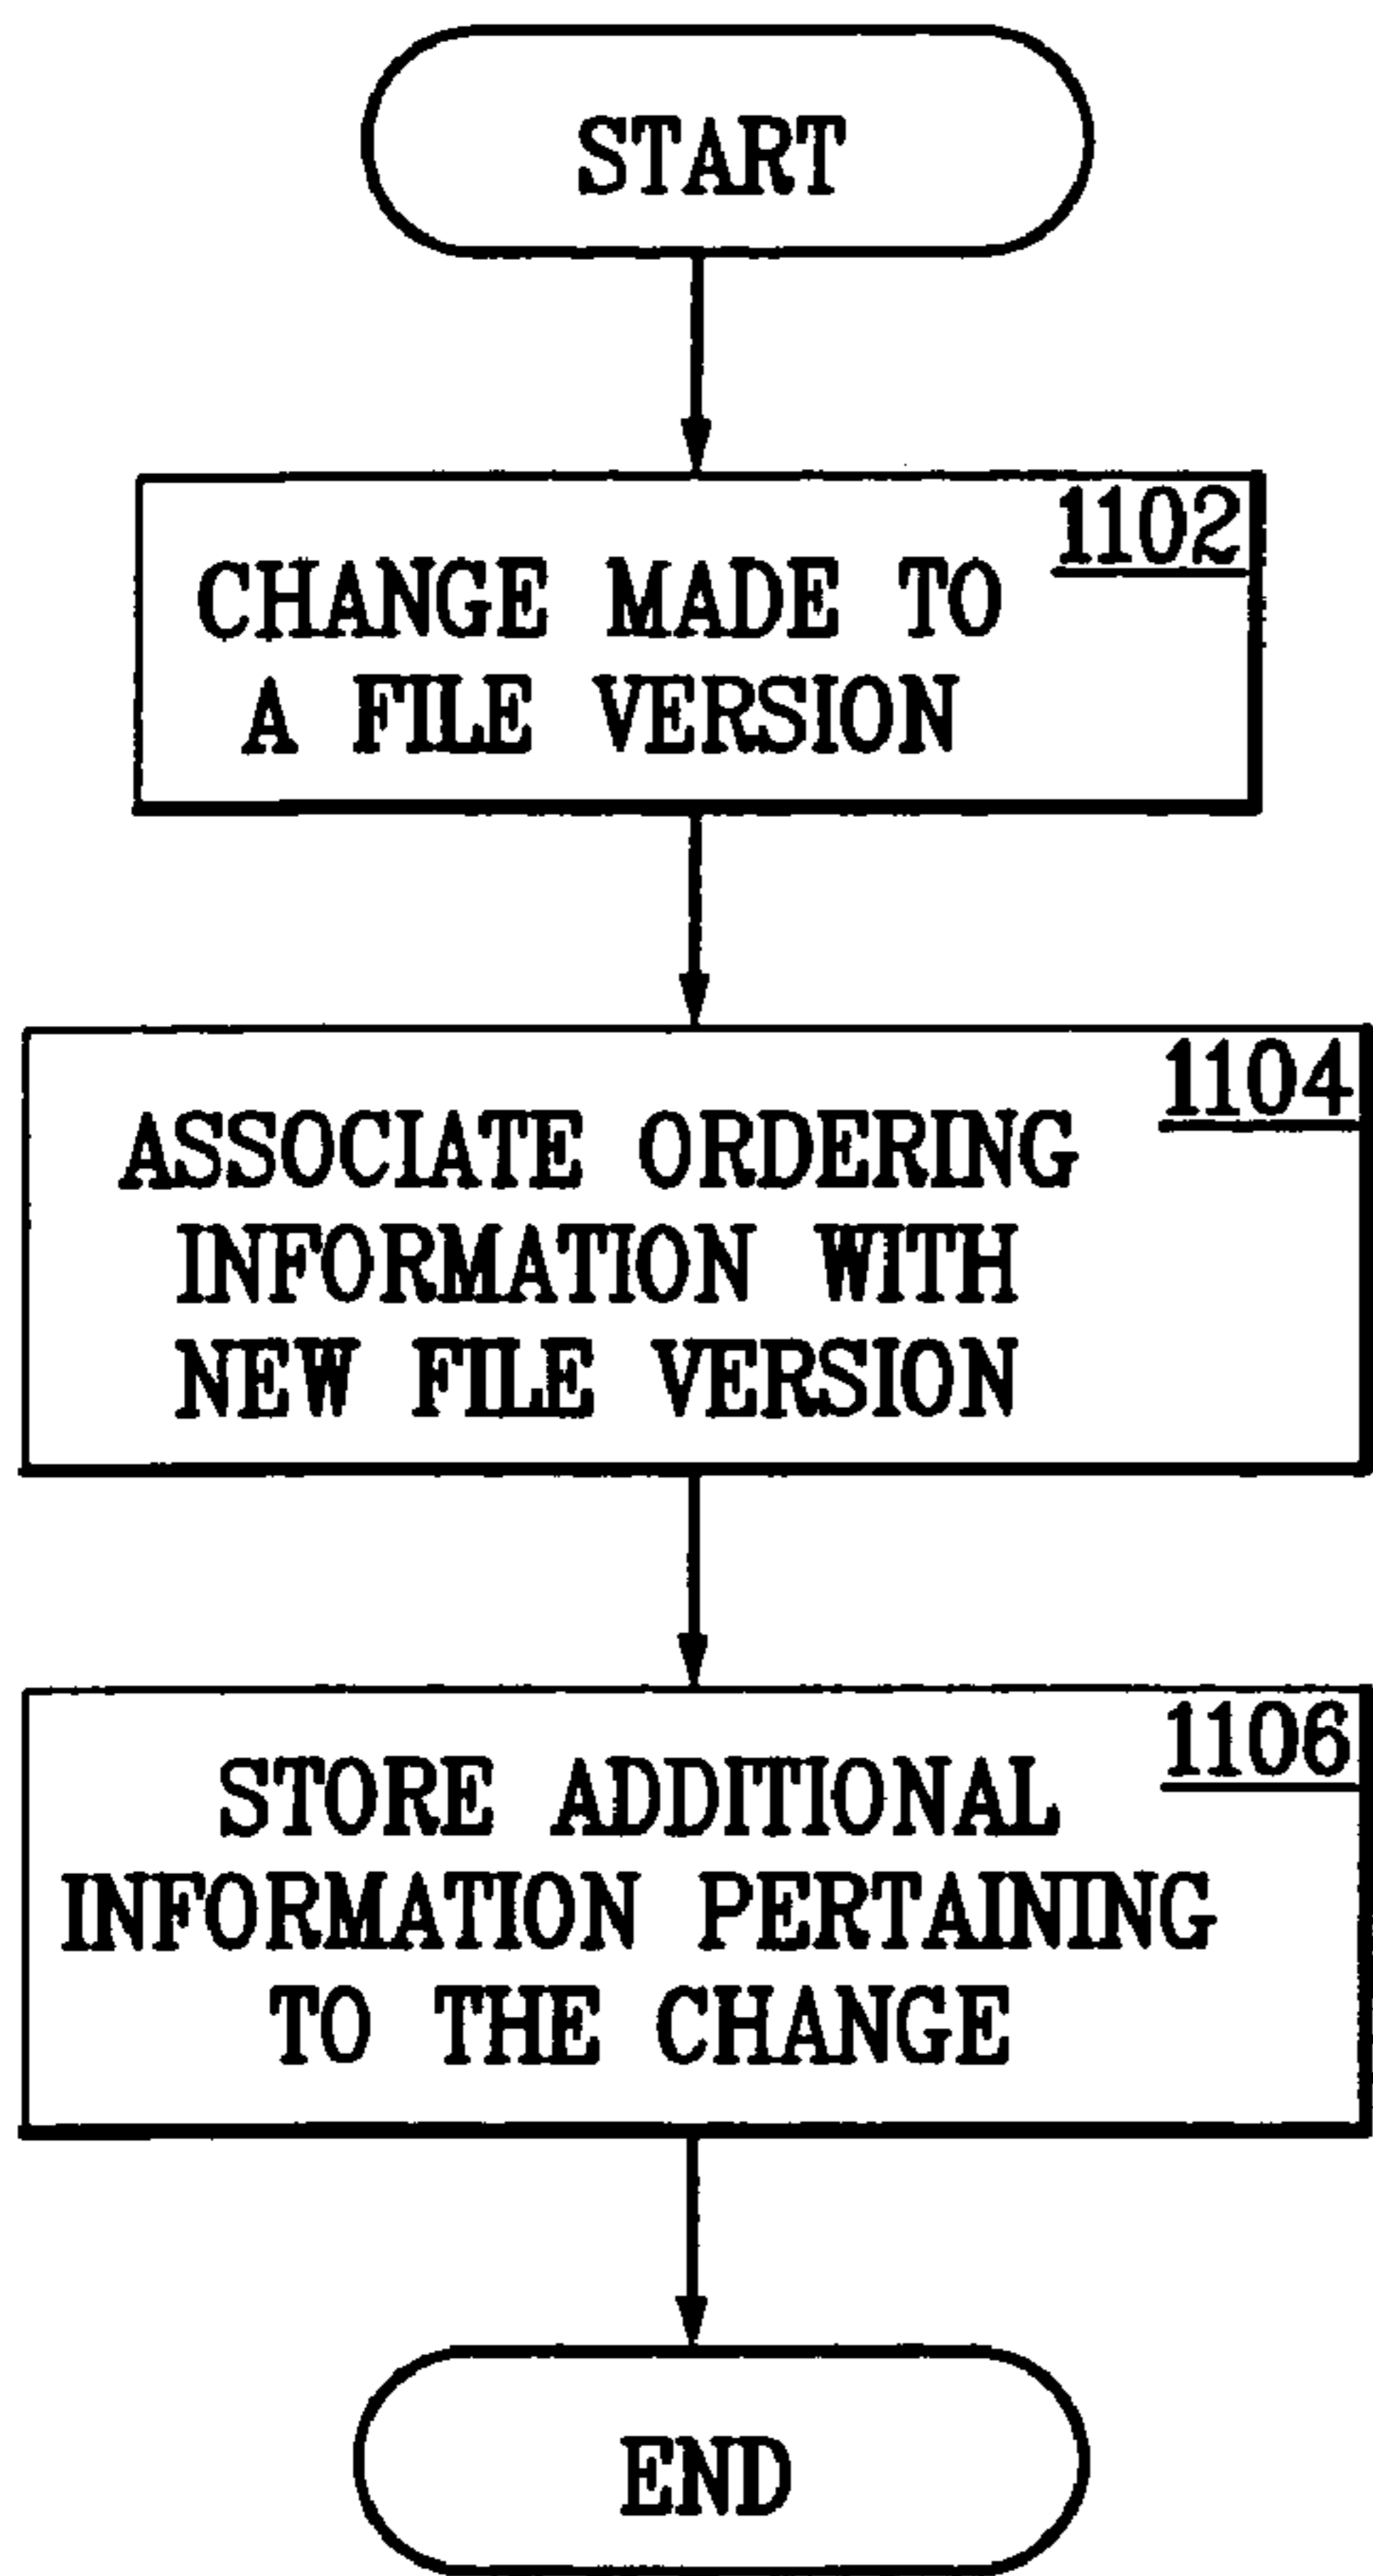 START
1102
CHANGE MADE TO
A FILE VERSION
1104
ASSOCIATE ORDERING
INFORMATION WITH
NEW FILE VERSION
1106
STORE ADDITIONAL
INFORMATION PERTAINING
TO THE CHANGE
END